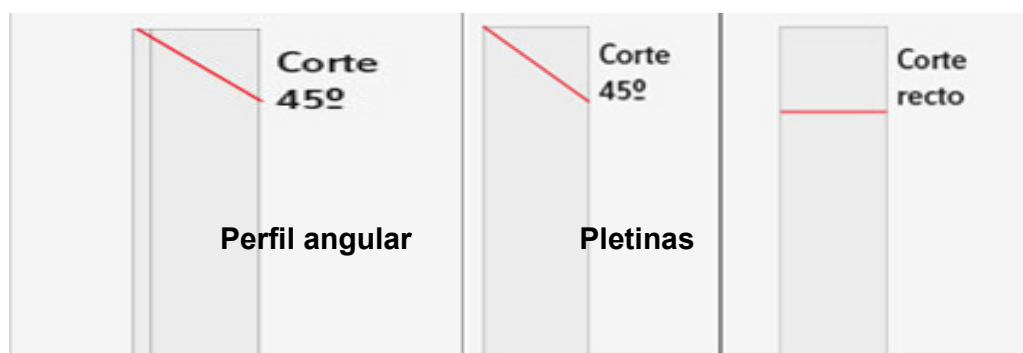 Corte
45º
Perfil angular
Corte
45º
Pletinas
Corte
recto